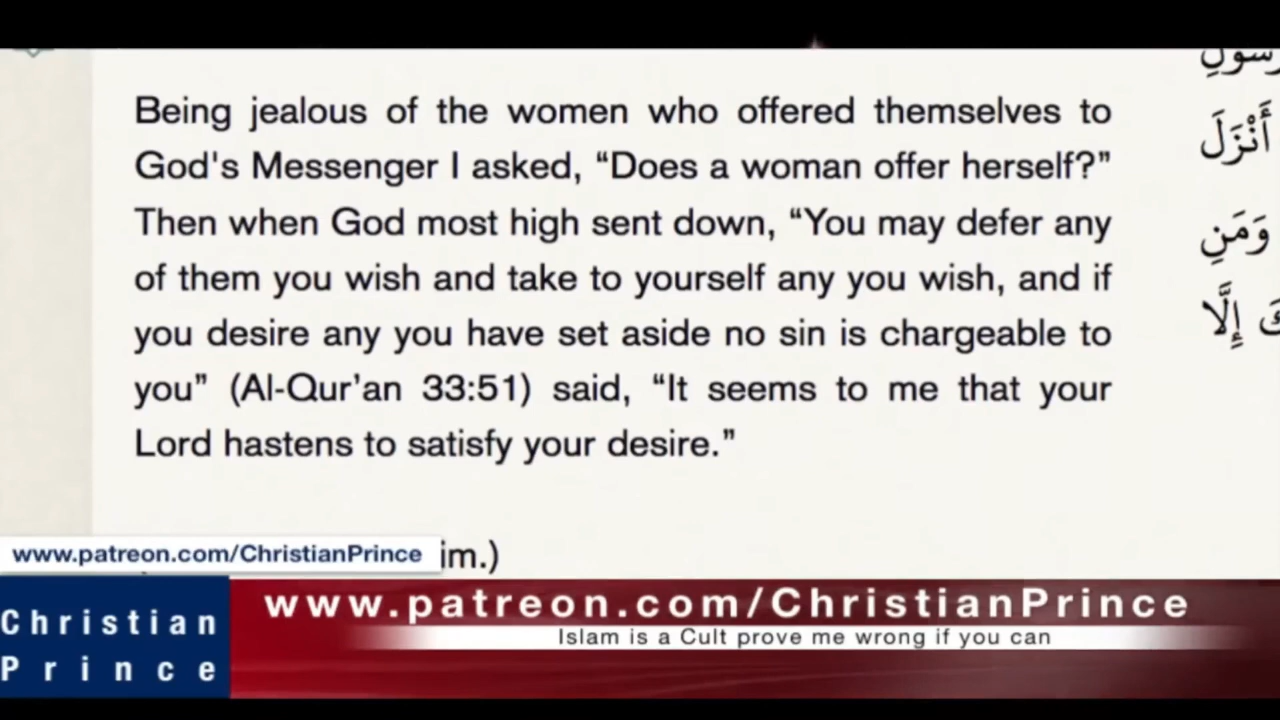 Being jealous of the women who offered themselves to
God's Messenger I asked, “Does a woman offer herself?”
Then when God most high sent down, “You may defer any
of them you wish and take to yourself any you wish, and if
you desire any you have set aside no sin is chargeable to
you” (Al-Qur’an 33:51) said, “It seems to me that your
Lord hastens to satisfy your desire.”
أَنْزَلَ
وَمَنِ
إِلَّا
im.)
www.patreon.com/ChristianPrince
Christian
Prince
www.patreon.com/ChristianPrince
Islam is a Cult prove me wrong if you can